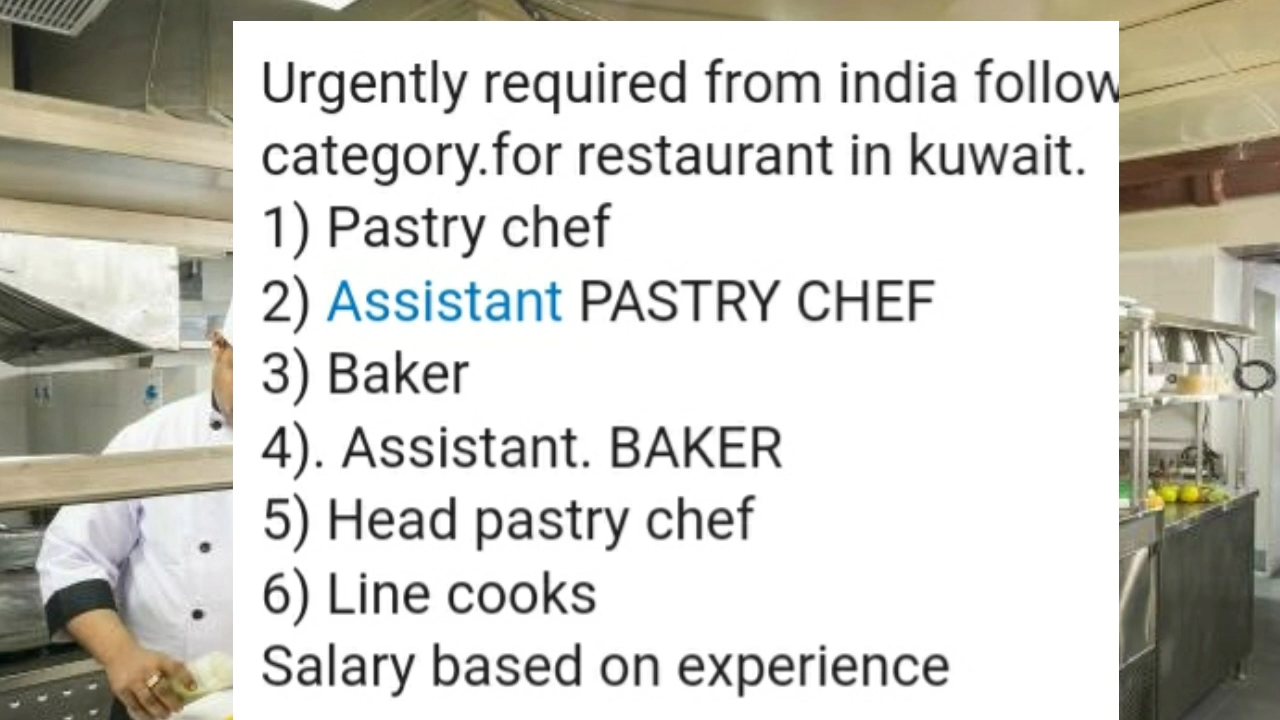 Urgently required from india follow
category.for restaurant in kuwait.
1) Pastry chef
2) Assistant PASTRY CHEF
3) Baker
4). Assistant. BAKER
5) Head pastry chef
6) Line cooks
Salary based on experience